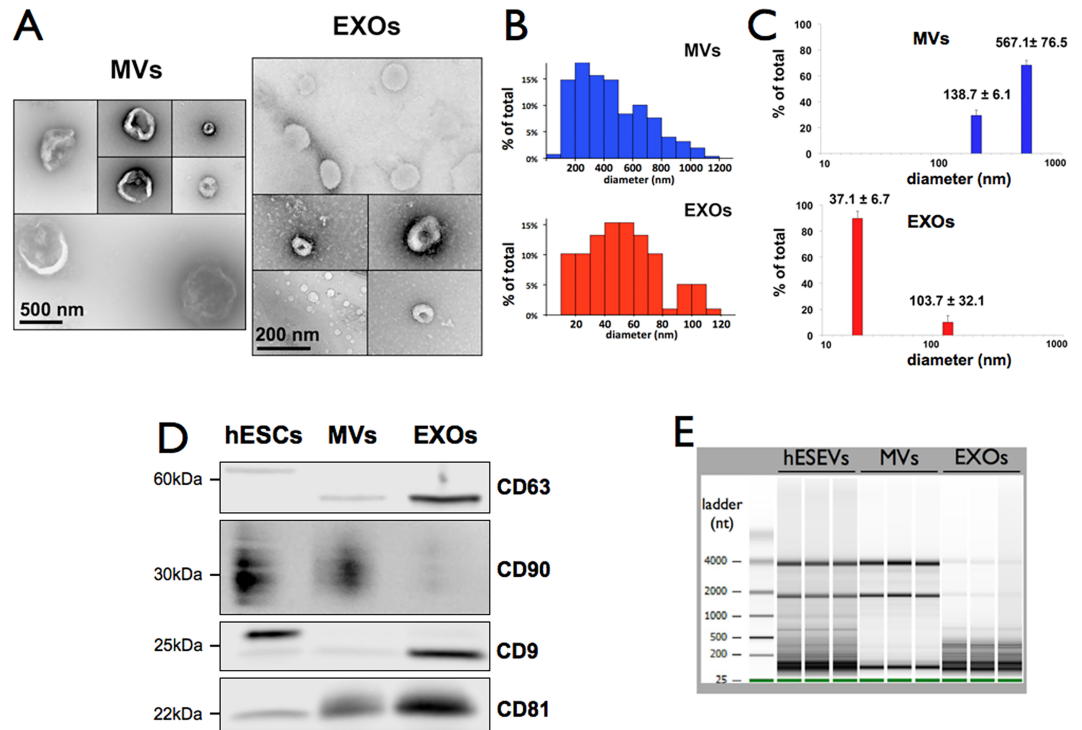 A
MVs
EXOs
500 nm
200 nm
B
MVs
% of total
15%
10%
5%
0%
200 400 600 800 1000 1200
diameter (nm)
EXOs
% of total
15%
10%
5%
0%
20 40 60 80 100 120
diameter (nm)
C
MVs
% of total
100
80
60
40
20
0
138.7 ± 6.1
567.1± 76.5
10 100 1000
diameter (nm)
EXOs
% of total
100
80
60
40
20
0
37.1 ± 6.7
103.7 ± 32.1
10 100 1000
diameter (nm)
D
hESCs MVs EXOs
60kDa CD63
30kDa CD90
25kDa CD9
22kDa CD81
E
hESEVs MVs EXOs
ladder
(nt)
4000
2000
1000
500
200
25